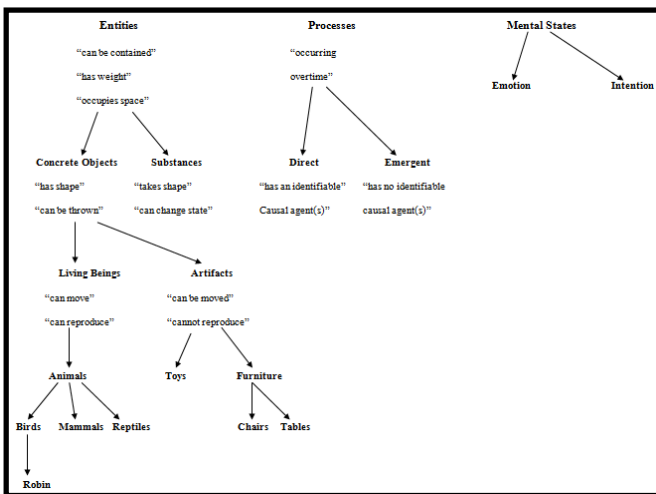 Entities Processes Mental States
“can be contained” “occurring
“has weight” overtime”
“occupies space” Emotion Intention
Concrete Objects Substances Direct Emergent
“has shape” “takes shape” “has an identifiable” “has no identifiable
“can be thrown” “can change state” Causal agent(s)” causal agent(s)”
Living Beings Artifacts
“can move” “can be moved”
“can reproduce” “cannot reproduce”
Animals Toys Furniture
Birds Mammals Reptiles Chairs Tables
Robin